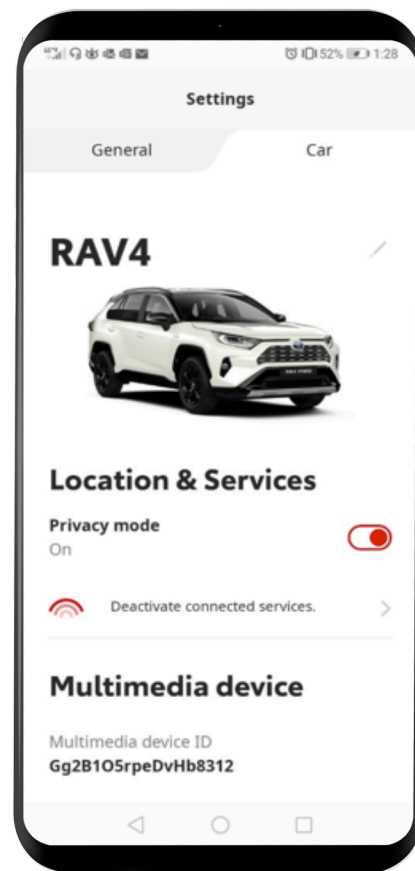 52% 1:28
Settings
General Car
RAV4
Location & Services
Privacy mode
On
Deactivate connected services.
Multimedia device
Multimedia device ID
Gg2B1O5rpeDvHb8312